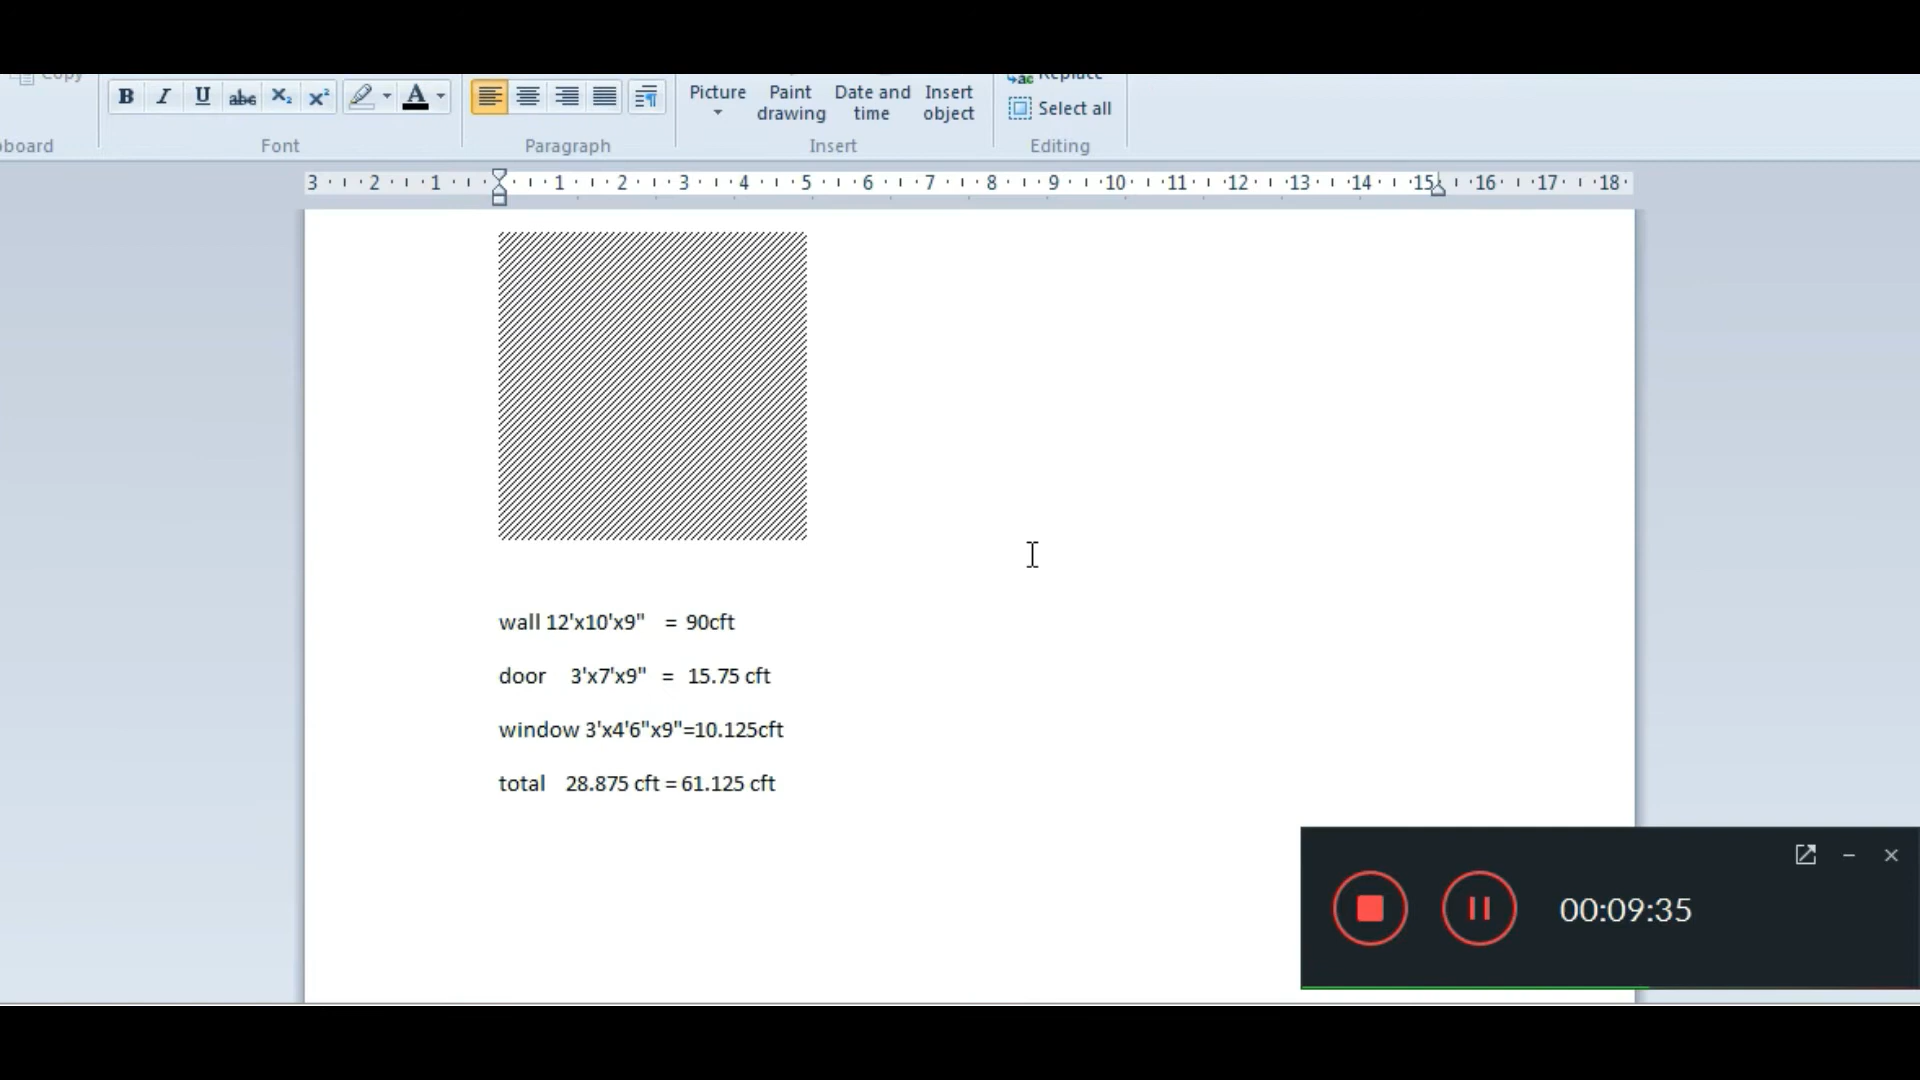 Copy
Replace
B I U abc X₂ X² A
Picture
Paint drawing
Date and time
Insert object
Select all
Font
Paragraph
Insert
Editing
3 2 1 1 2 3 4 5 6 7 8 9 10 11 12 13 14 15 16 17 18
wall 12'x10'x9" = 90cft
door 3'x7'x9" = 15.75 cft
window 3'x4'6"x9"=10.125cft
total 28.875 cft = 61.125 cft
00:09:35